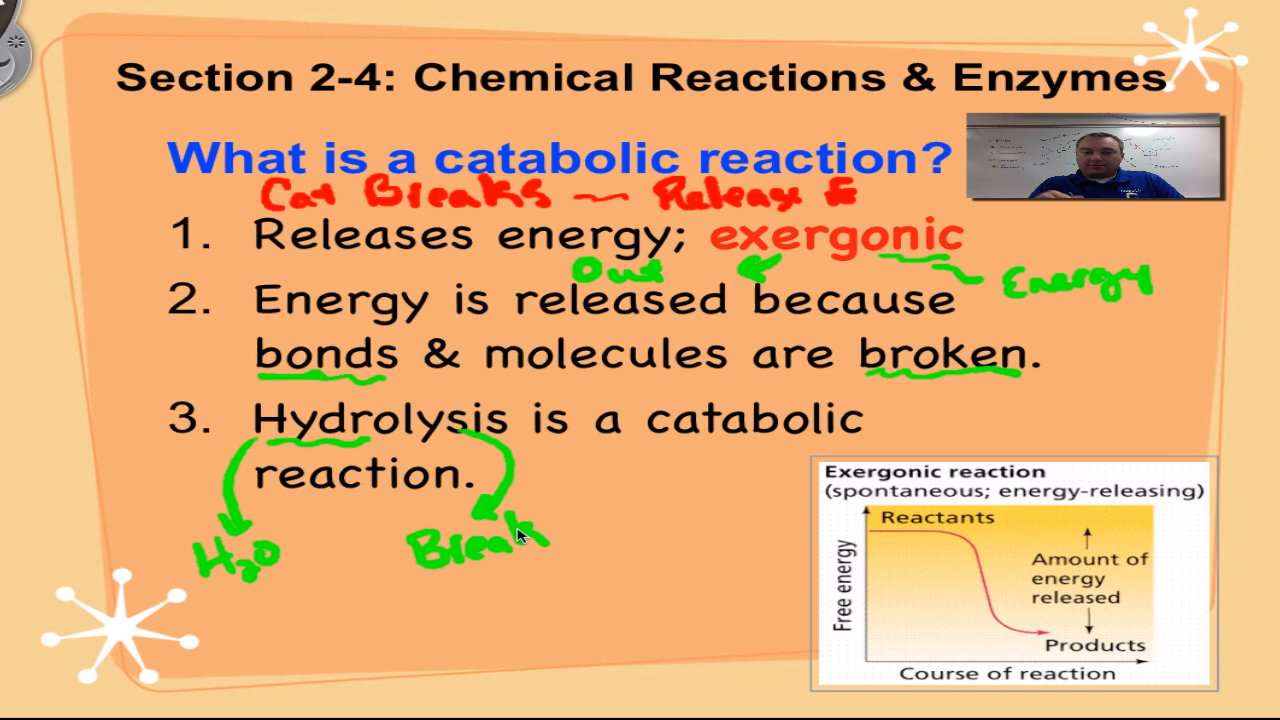 Section 2-4: Chemical Reactions & Enzymes
What is a catabolic reaction?
Cat Breaks ~ Release E
1. Releases energy; exergonic
Out
Energy
2. Energy is released because
bonds & molecules are broken.
3. Hydrolysis is a catabolic
reaction.
H2O
Break
Exergonic reaction
(spontaneous; energy-releasing)
Reactants
Amount of
energy
released
Products
Free energy
Course of reaction